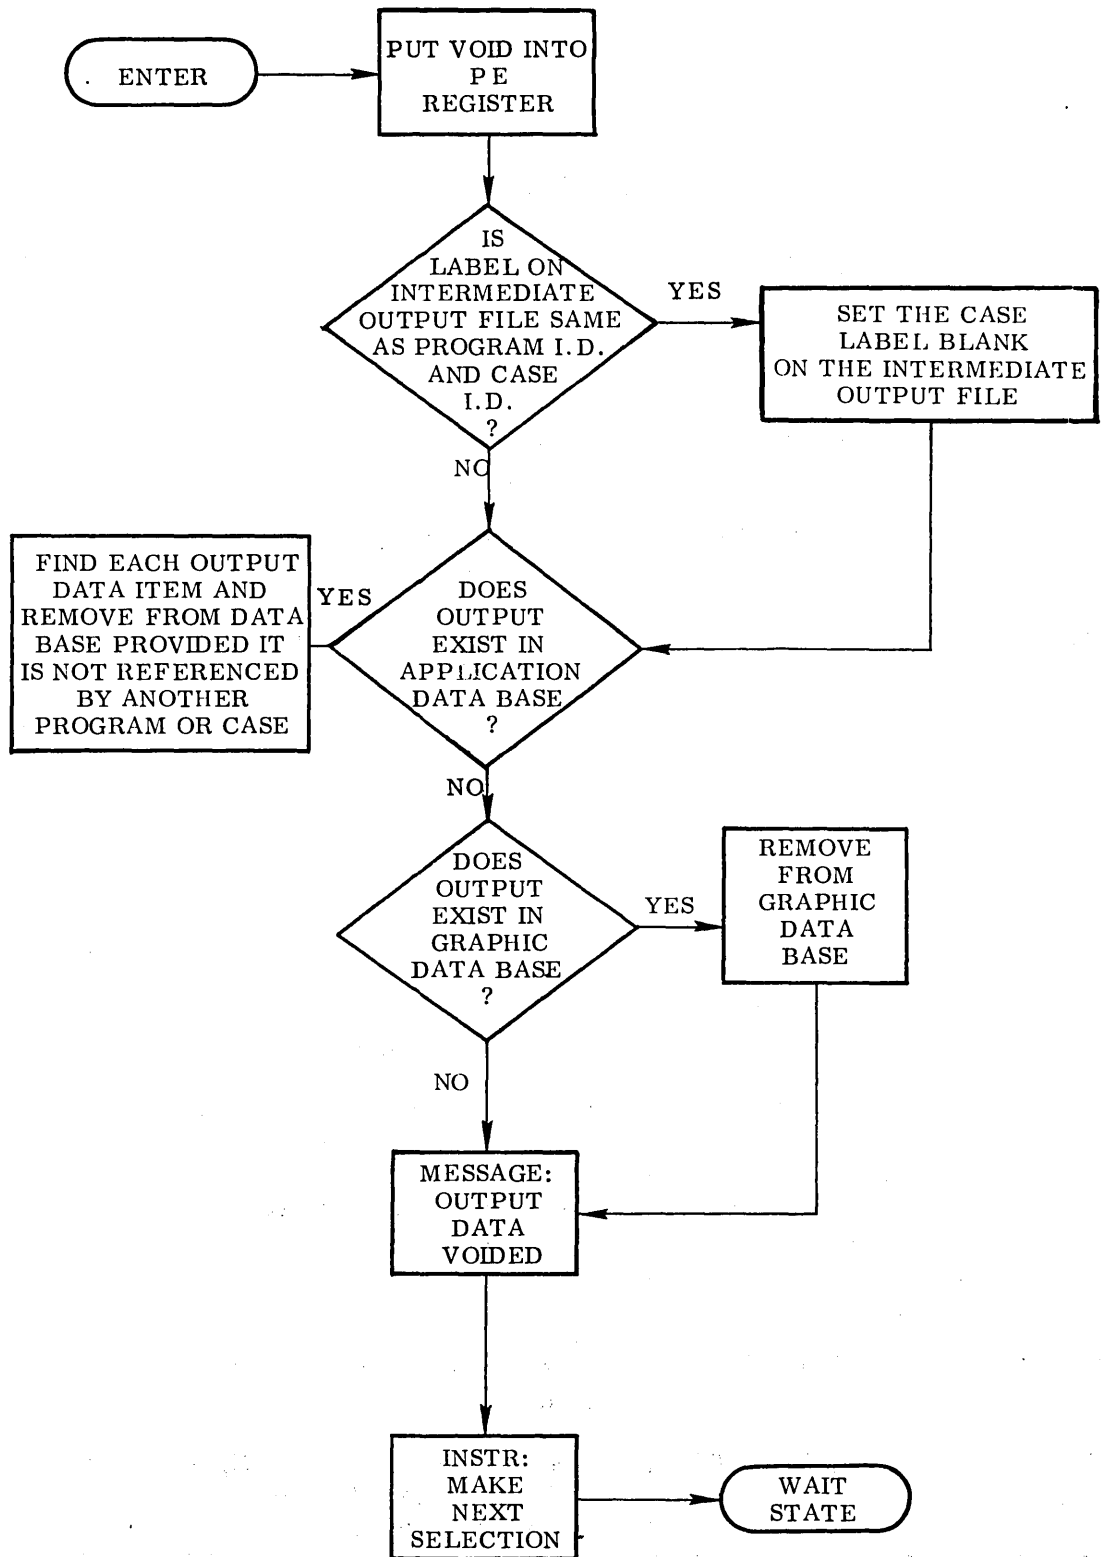 ENTER
PUT VOID INTO
PE
REGISTER
IS
LABEL ON
INTERMEDIATE
OUTPUT FILE SAME
AS PROGRAM I.D.
AND CASE
I.D.
?
YES
SET THE CASE
LABEL BLANK
ON THE INTERMEDIATE
OUTPUT FILE
NO
FIND EACH OUTPUT
DATA ITEM AND
REMOVE FROM DATA
BASE PROVIDED IT
IS NOT REFERENCED
BY ANOTHER
PROGRAM OR CASE
YES
DOES
OUTPUT
EXIST IN
APPLICATION
DATA BASE
?
NO
DOES
OUTPUT
EXIST IN
GRAPHIC
DATA BASE
?
YES
REMOVE
FROM
GRAPHIC
DATA
BASE
NO
MESSAGE:
OUTPUT
DATA
VOIDED
INSTR:
MAKE
NEXT
SELECTION
WAIT
STATE